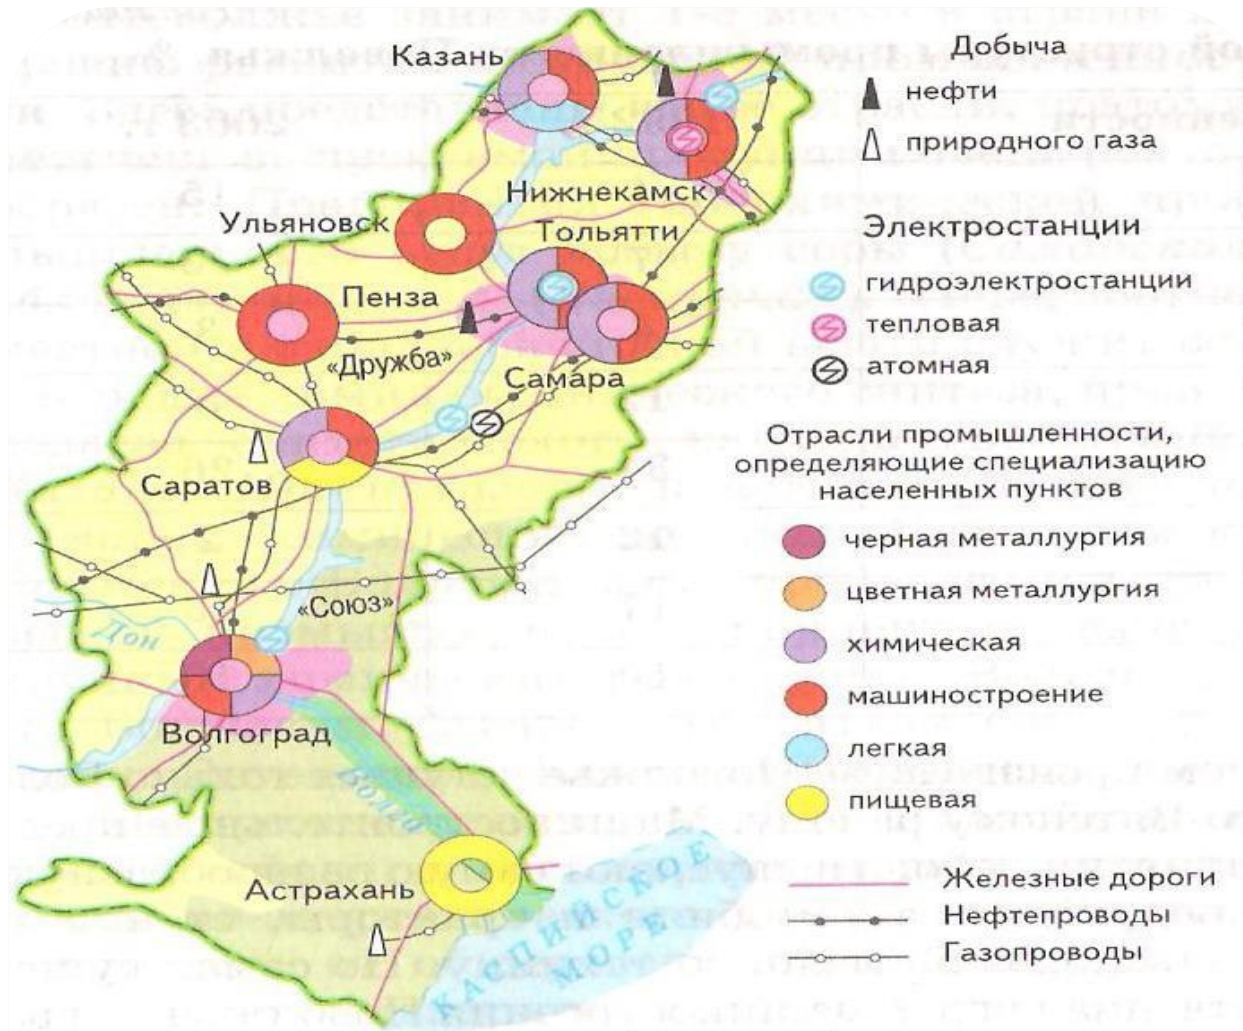 Казань
Нижнекамск
Ульяновск
Тольятти
Пенза
«Дружба»
Самара
Саратов
«Союз»
Дон
Волгоград
Астрахань
КАСПИЙСКОЕ
МОРЕ
Добыча
нефти
природного газа
Электростанции
гидроэлектростанции
тепловая
атомная
Отрасли промышленности,
определяющие специализацию
населенных пунктов
черная металлургия
цветная металлургия
химическая
машиностроение
легкая
пищевая
Железные дороги
Нефтепроводы
Газопроводы